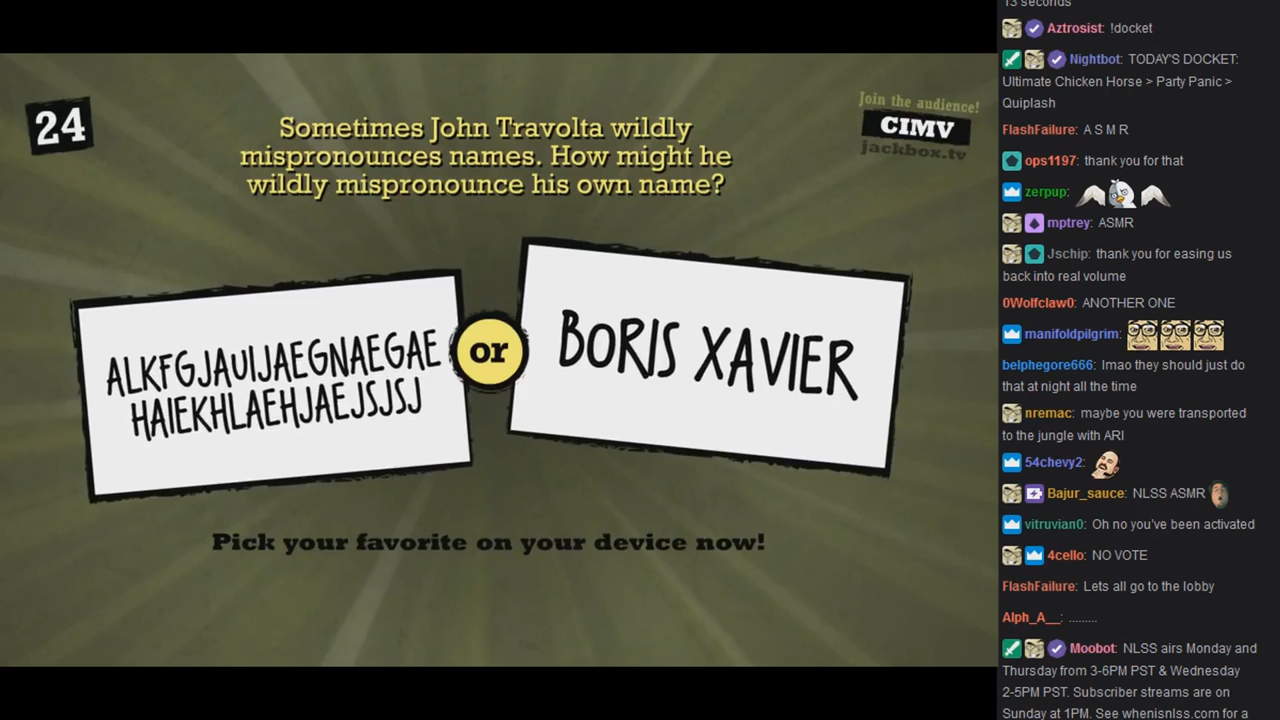 24
Sometimes John Travolta wildly
mispronounces names. How might he
wildly mispronounce his own name?
Join the audience!
CIMV
jackbox.tv
ALKFGJAUIJAEGNAEGAE
HAIEKHLAEHJAEJSJSJ
or
BORIS XAVIER
Pick your favorite on your device now!
13 seconds
Aztrosist: !docket
Nightbot: TODAY'S DOCKET:
Ultimate Chicken Horse > Party Panic >
Quiplash
FlashFailure: A S M R
ops1197: thank you for that
zerpup:
mptrey: ASMR
Jschip: thank you for easing us
back into real volume
0Wolfclaw0: ANOTHER ONE
manifoldpilgrim:
belphegore666: lmao they should just do
that at night all the time
nremac: maybe you were transported
to the jungle with ARI
54chevy2:
Bajur_sauce: NLSS ASMR
vitruvian0: Oh no you've been activated
4cello: NO VOTE
FlashFailure: Lets all go to the lobby
Alph_A__: .........
Moobot: NLSS airs Monday and
Thursday from 3-6PM PST & Wednesday
2-5PM PST. Subscriber streams are on
Sunday at 1PM. See whenisnlss.com for a